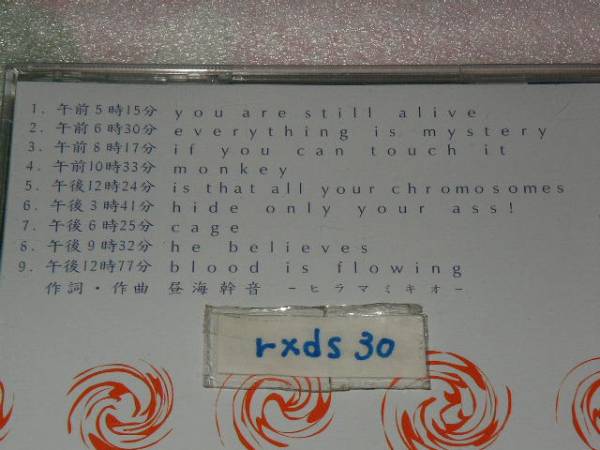 1. 午前5時15分 you are still alive
2. 午前6時30分 everything is mystery
3. 午前8時17分 if you can touch it
4. 午前10時33分 monkey
5. 午後12時24分 is that all your chromosomes
6. 午後3時41分 hide only your ass!
7. 午後6時25分 cage
8. 午後9時32分 he believes
9. 午後12時77分 blood is flowing
作詞・作曲 昼海幹音 －ヒラマミキオ－
rxds 30